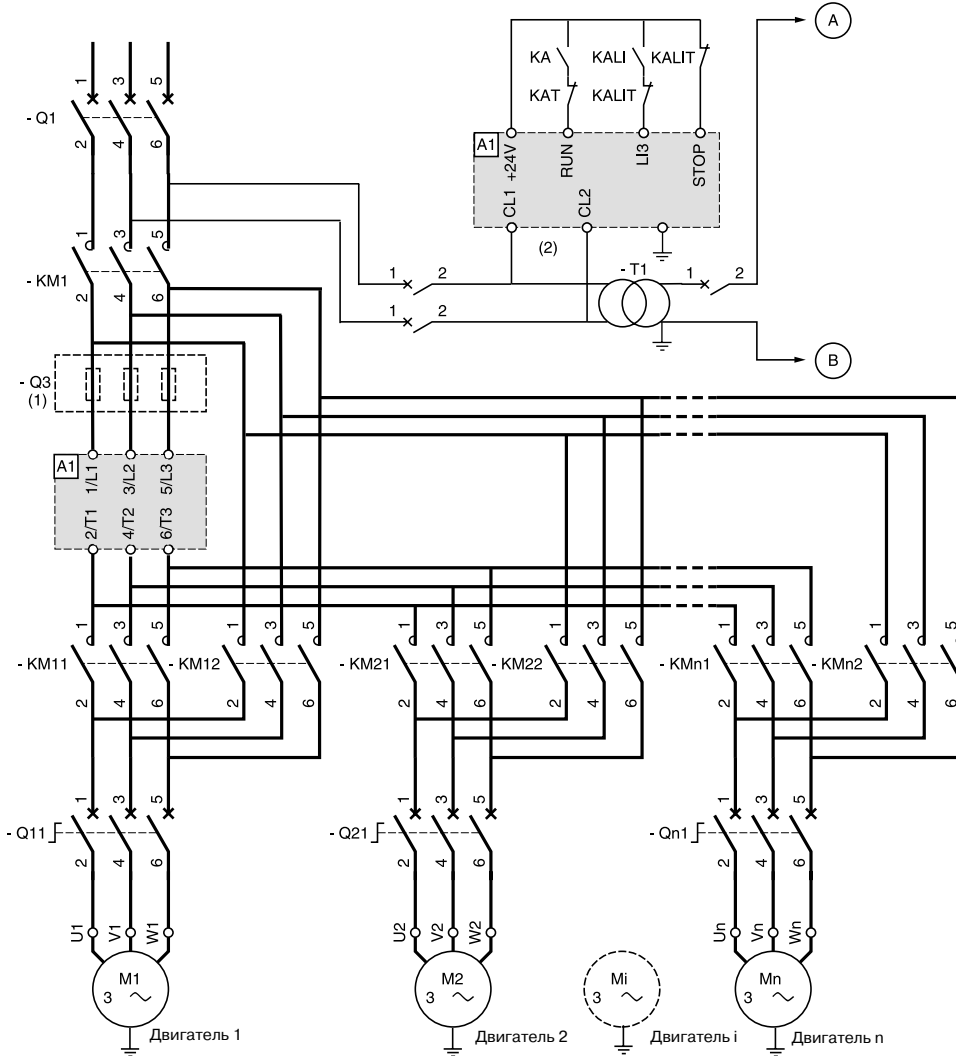 A
KA
KALI
KALIT
KAT
KALIT
1
3
5
- Q1
2
4
6
A1
+24V
RUN
LI3
STOP
CL1
CL2
(2)
1
3
5
- KM1
2
4
6
1
2
- T1
1
2
1
2
B
- Q3
(1)
A1
1/L1
3/L2
5/L3
2/T1
4/T2
6/T3
1
3
5
1
3
5
1
3
5
1
3
5
1
3
5
1
3
5
- KM11
- KM12
- KM21
- KM22
- KMn1
- KMn2
2
4
6
2
4
6
2
4
6
2
4
6
2
4
6
2
4
6
1
3
5
1
3
5
1
3
5
- Q11
- Q21
- Qn1
2
4
6
2
4
6
2
4
6
U1
V1
W1
U2
V2
W2
Un
Vn
Wn
M1
3
M2
3
Mi
3
Mn
3
Двигатель 1
Двигатель 2
Двигатель i
Двигатель n